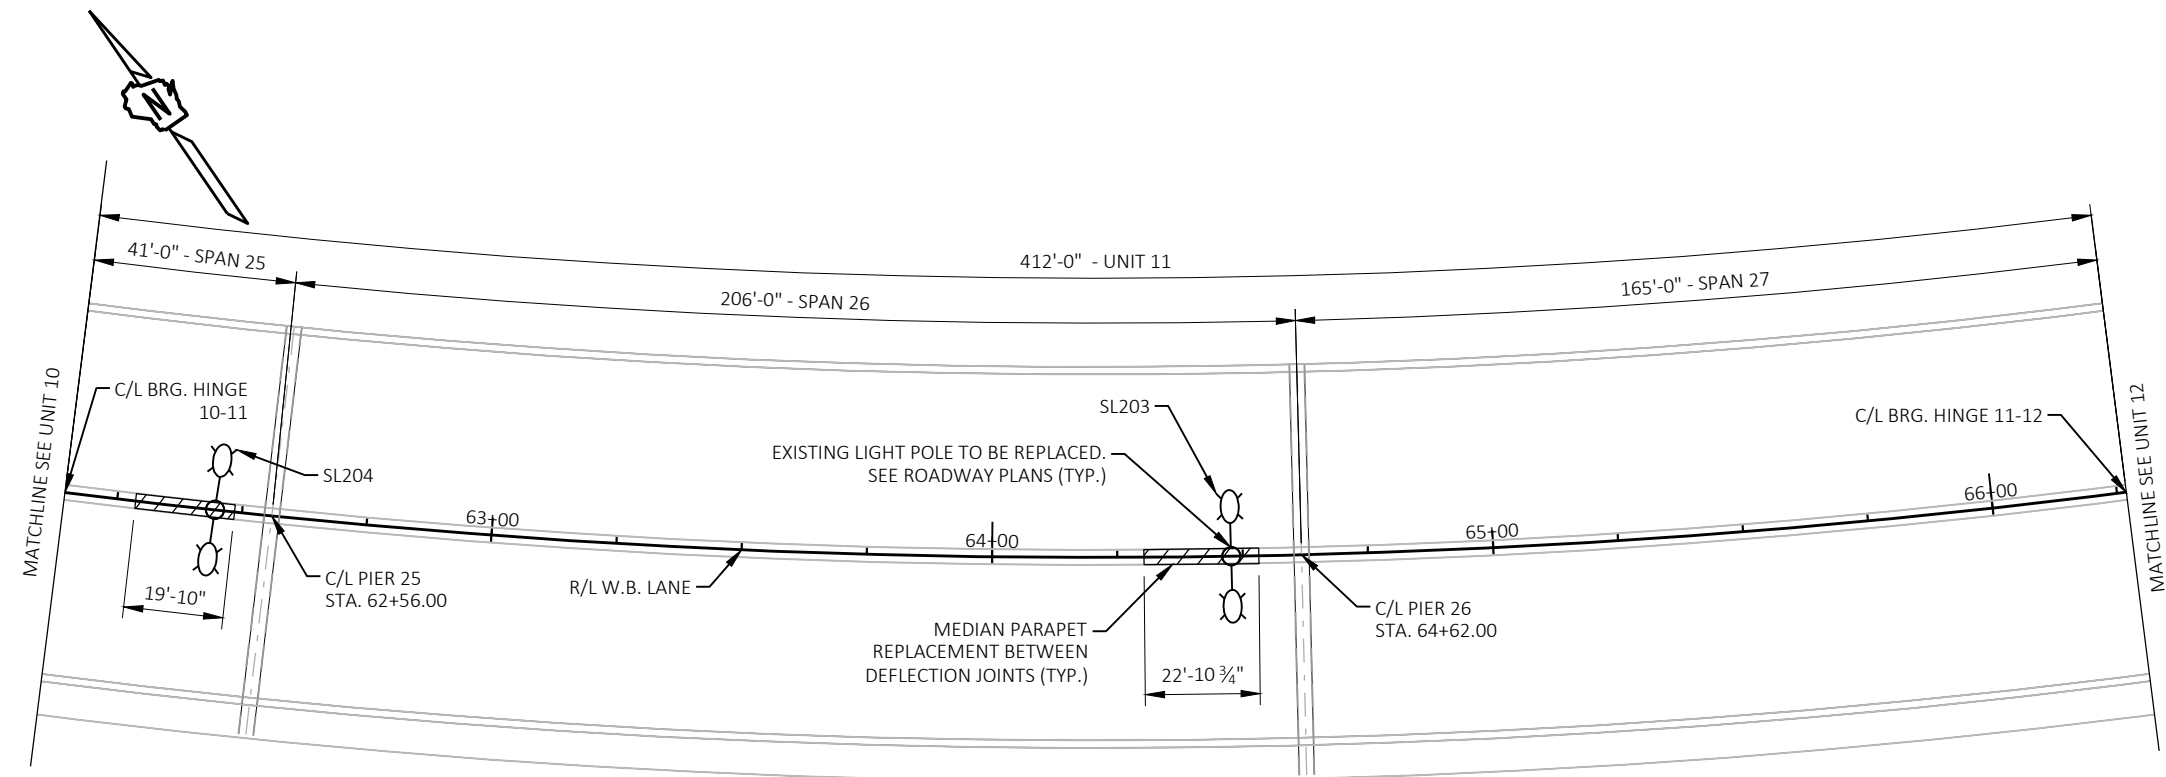 N
412'-0" - UNIT 11
41'-0" - SPAN 25
206'-0" - SPAN 26
165'-0" - SPAN 27
MATCHLINE SEE UNIT 10
C/L BRG. HINGE
10-11
SL204
SL203
EXISTING LIGHT POLE TO BE REPLACED.
SEE ROADWAY PLANS (TYP.)
C/L BRG. HINGE 11-12
MATCHLINE SEE UNIT 12
63+00
64+00
65+00
66+00
19'-10"
C/L PIER 25
STA. 62+56.00
R/L W.B. LANE
MEDIAN PARAPET
REPLACEMENT BETWEEN
DEFLECTION JOINTS (TYP.)
22'-10 ¾"
C/L PIER 26
STA. 64+62.00